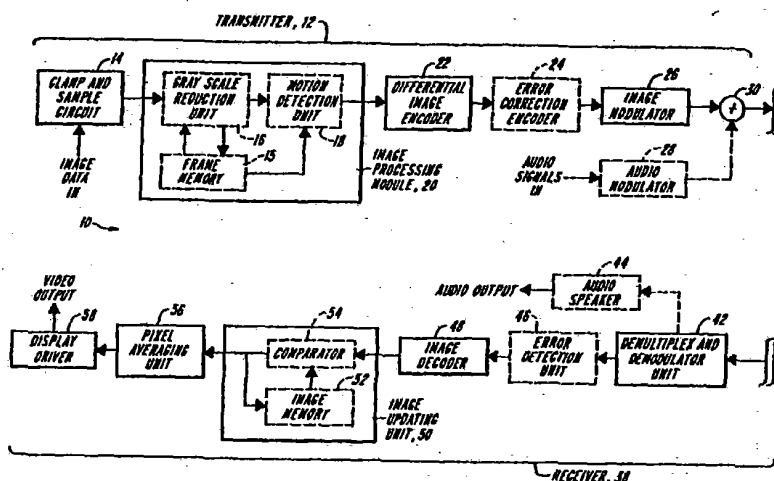 TRANSMITTER, 12
14
CLAMP AND
SAMPLE
CIRCUIT
IMAGE
DATA
IN
GRAY SCALE
REDUCTION
UNIT
16
MOTION
DETECTION
UNIT
18
15
FRAME
MEMORY
IMAGE
PROCESSING
MODULE, 20
22
DIFFERENTIAL
IMAGE
ENCODER
24
ERROR
CORRECTION
ENCODER
26
IMAGE
MODULATOR
30
+
AUDIO
SIGNALS
IN
28
AUDIO
MODULATOR
10
VIDEO
OUTPUT
58
DISPLAY
DRIVER
56
PIXEL
AVERAGING
UNIT
54
COMPARATOR
52
IMAGE
MEMORY
IMAGE
UPDATING
UNIT, 50
48
IMAGE
DECODER
46
ERROR
DETECTION
UNIT
AUDIO OUTPUT
44
AUDIO
SPEAKER
42
DEMULTIPLEX AND
DEMODULATOR
UNIT
RECEIVER, 38